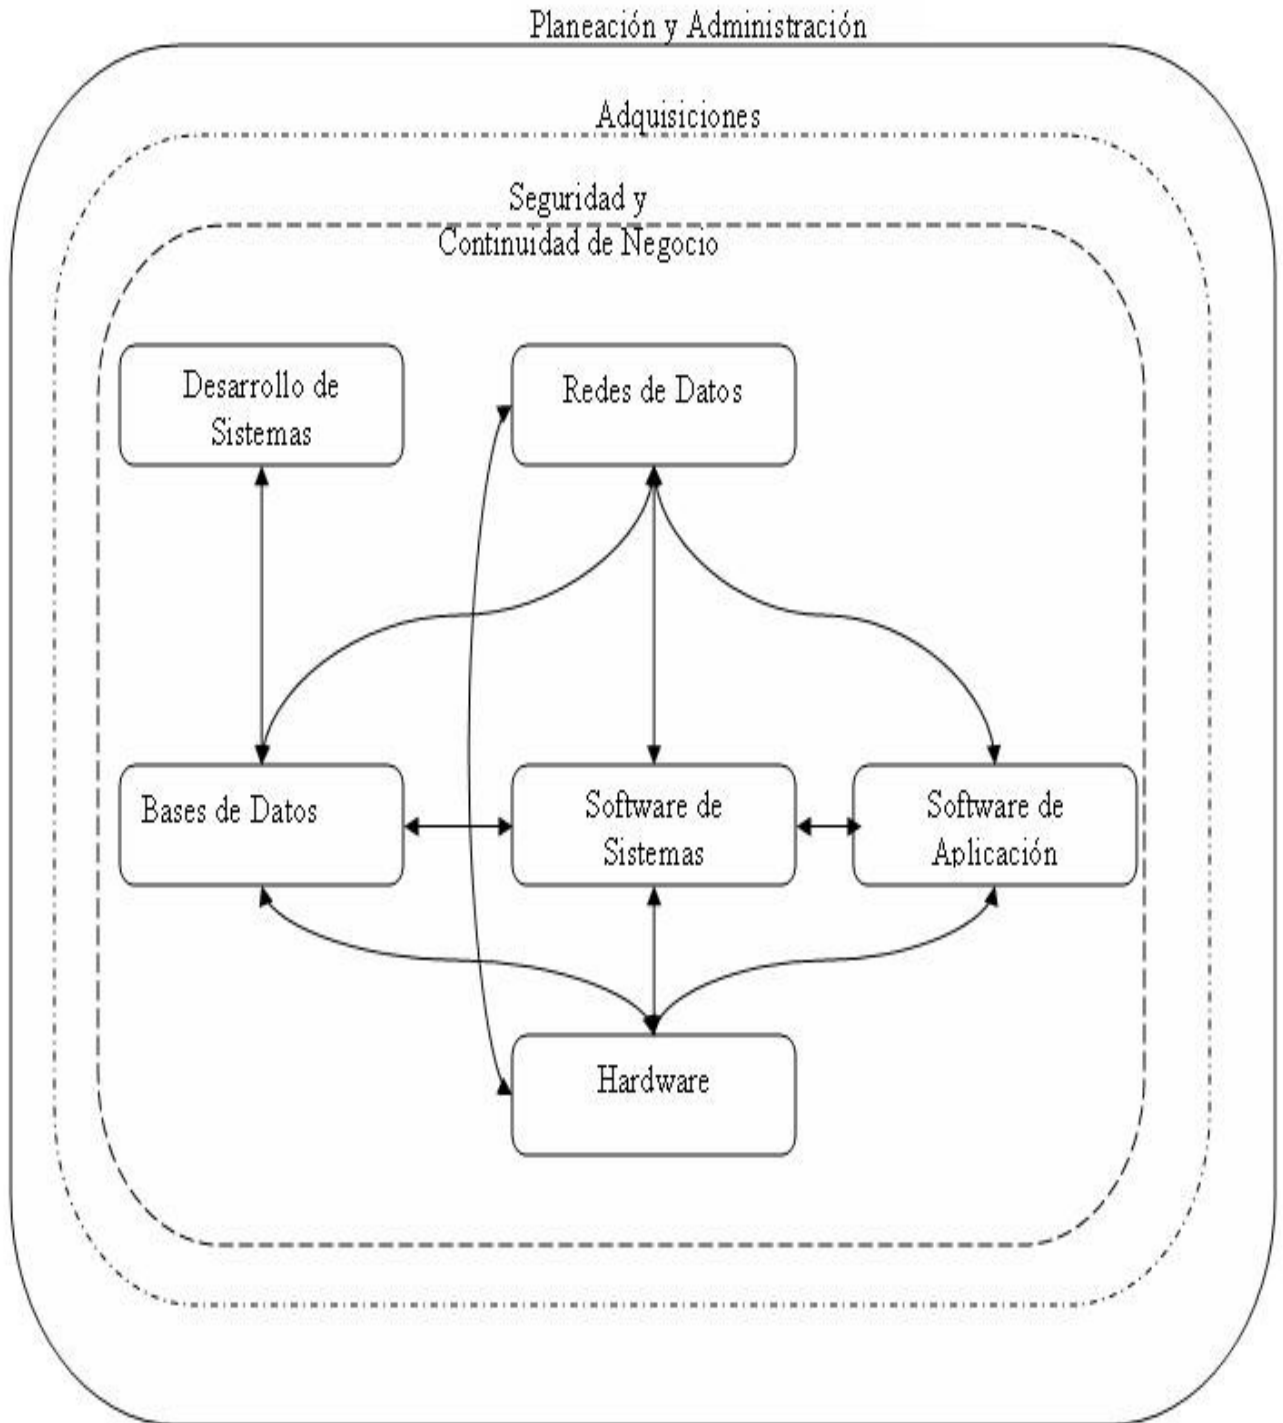 Planeación y Administración
Adquisiciones
Seguridad y
Continuidad de Negocio
Desarrollo de
Sistemas
Redes de Datos
Bases de Datos
Software de
Sistemas
Software de
Aplicación
Hardware